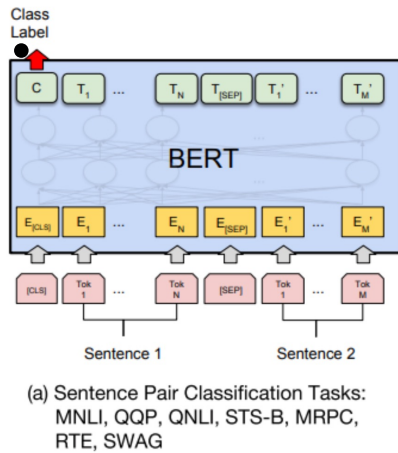 Class
Label
C T1 ... TN T[SEP] T1' ... TM'
BERT
E[CLS] E1 ... EN E[SEP] E1' ... EM'
[CLS] Tok 1 ... Tok N [SEP] Tok 1 ... Tok M
Sentence 1 Sentence 2
(a) Sentence Pair Classification Tasks:
MNLI, QQP, QNLI, STS-B, MRPC,
RTE, SWAG